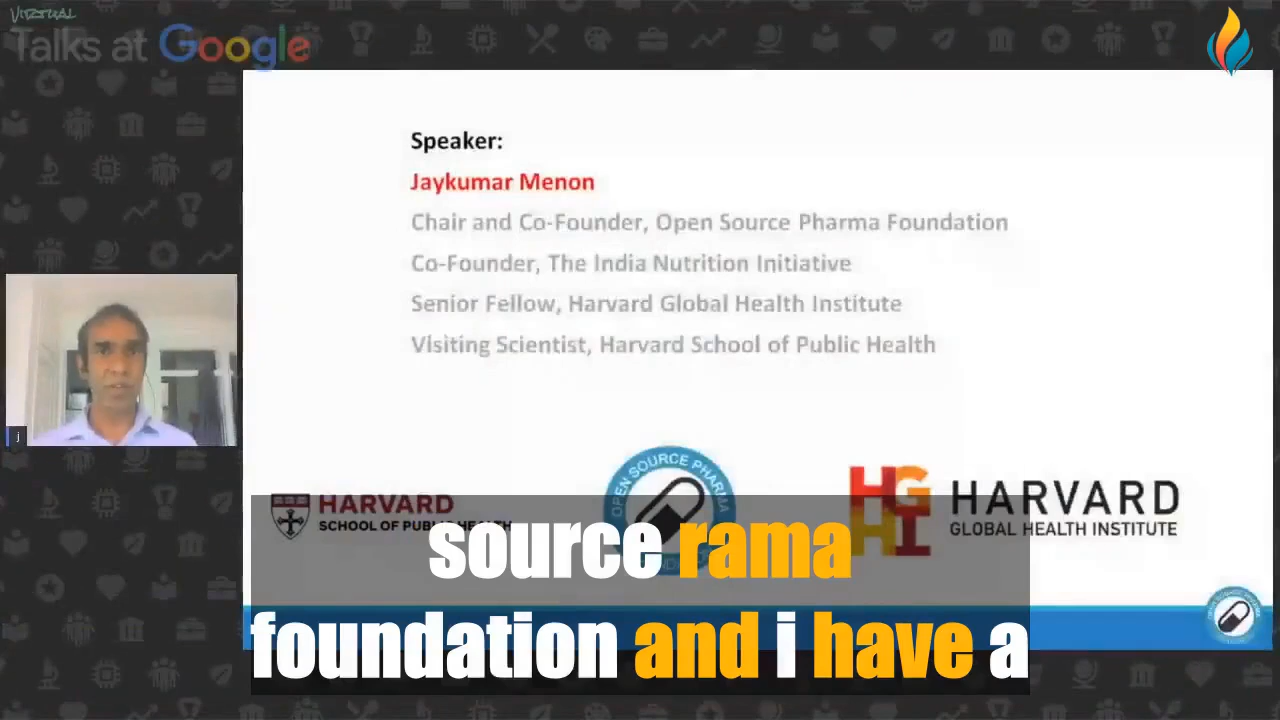 VIRTUAL
Talks at Google
Speaker:
Jaykumar Menon
Chair and Co-Founder, Open Source Pharma Foundation
Co-Founder, The India Nutrition Initiative
Senior Fellow, Harvard Global Health Institute
Visiting Scientist, Harvard School of Public Health
j
HARVARD
SCHOOL OF PUBLIC HEALTH
OPEN SOURCE PHARMA
HGHI
HARVARD
GLOBAL HEALTH INSTITUTE
source rama
foundation and i have a